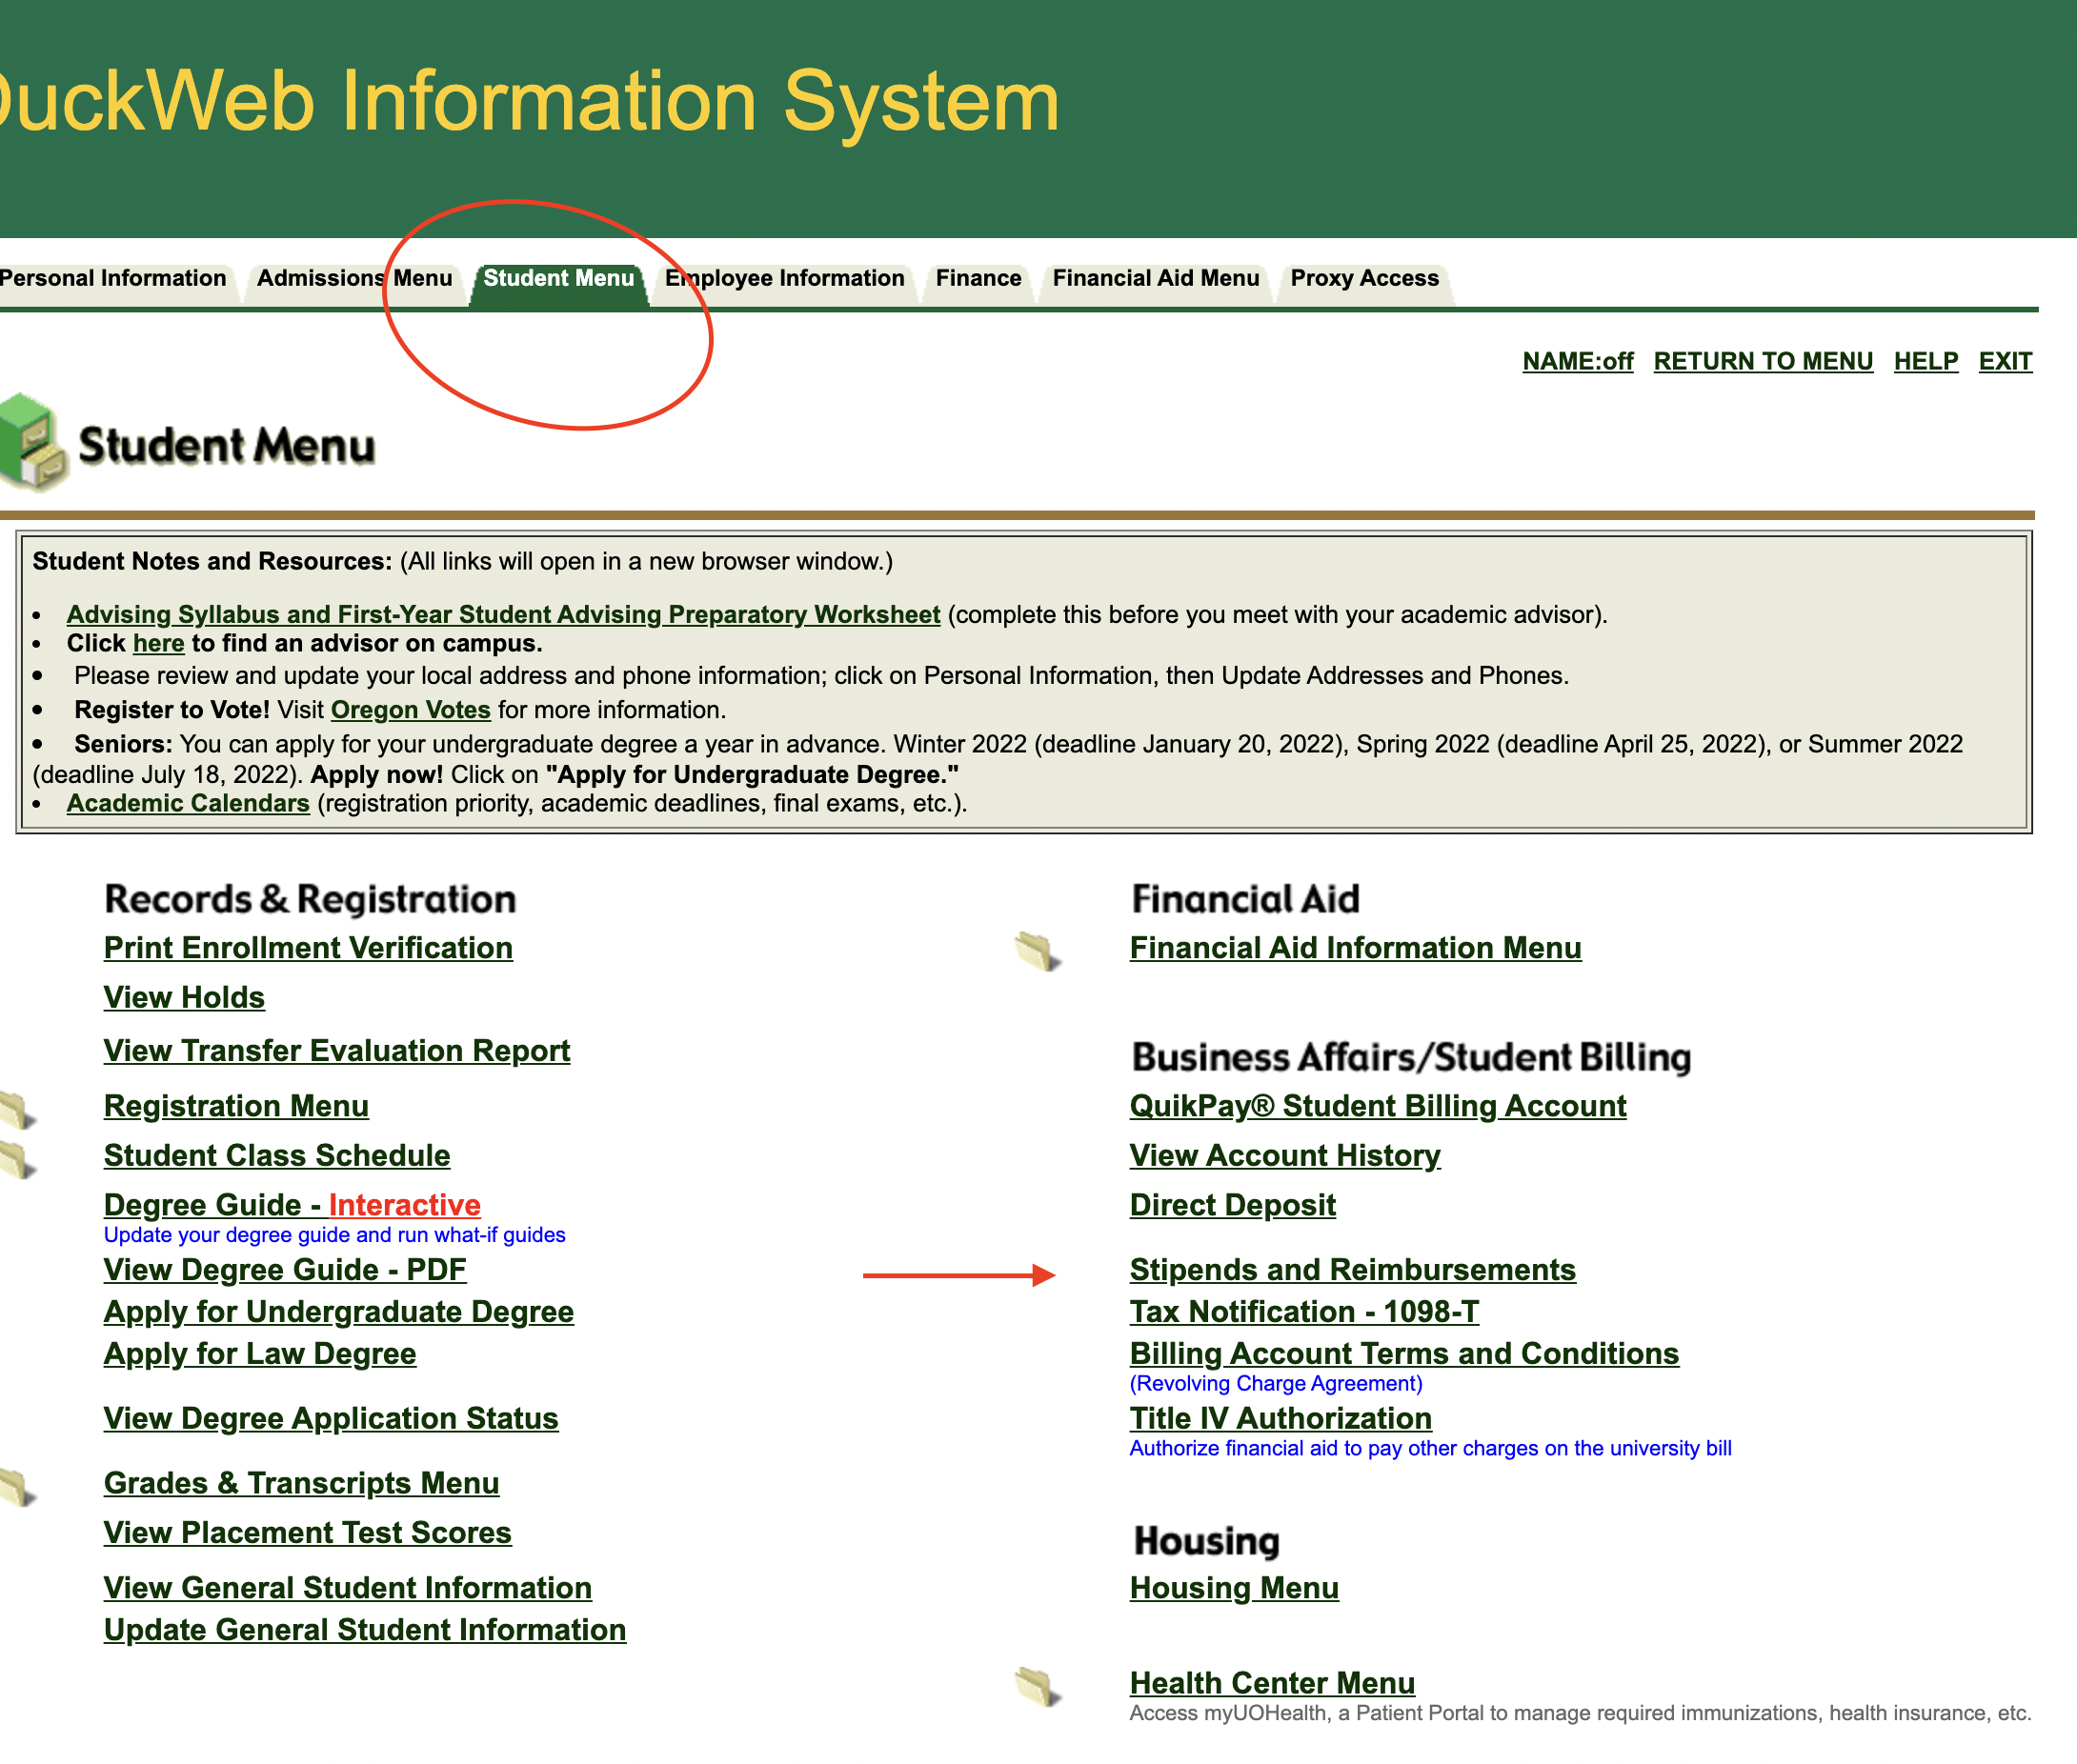 DuckWeb Information System
Personal Information
Admissions Menu
Student Menu
Employee Information
Finance
Financial Aid Menu
Proxy Access
NAME:off RETURN TO MENU HELP EXIT
Student Menu
Student Notes and Resources: (All links will open in a new browser window.)
• Advising Syllabus and First-Year Student Advising Preparatory Worksheet (complete this before you meet with your academic advisor).
• Click here to find an advisor on campus.
• Please review and update your local address and phone information; click on Personal Information, then Update Addresses and Phones.
• Register to Vote! Visit Oregon Votes for more information.
• Seniors: You can apply for your undergraduate degree a year in advance. Winter 2022 (deadline January 20, 2022), Spring 2022 (deadline April 25, 2022), or Summer 2022
(deadline July 18, 2022). Apply now! Click on "Apply for Undergraduate Degree."
• Academic Calendars (registration priority, academic deadlines, final exams, etc.).
Records & Registration
Print Enrollment Verification
View Holds
View Transfer Evaluation Report
Registration Menu
Student Class Schedule
Degree Guide - Interactive
Update your degree guide and run what-if guides
View Degree Guide - PDF
Apply for Undergraduate Degree
Apply for Law Degree
View Degree Application Status
Grades & Transcripts Menu
View Placement Test Scores
View General Student Information
Update General Student Information
Financial Aid
Financial Aid Information Menu
Business Affairs/Student Billing
QuikPay® Student Billing Account
View Account History
Direct Deposit
Stipends and Reimbursements
Tax Notification - 1098-T
Billing Account Terms and Conditions
(Revolving Charge Agreement)
Title IV Authorization
Authorize financial aid to pay other charges on the university bill
Housing
Housing Menu
Health Center Menu
Access myUOHealth, a Patient Portal to manage required immunizations, health insurance, etc.